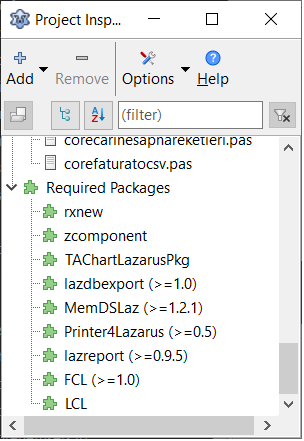 Project Insp...
Add
Remove
Options
Help
(filter)
corecarihesaphareketleri.pas
corefaturatocsv.pas
Required Packages
rxnew
zcomponent
TAChartLazarusPkg
lazdbexport (>=1.0)
MemDSLaz (>=1.2.1)
Printer4Lazarus (>=0.5)
lazreport (>=0.9.5)
FCL (>=1.0)
LCL